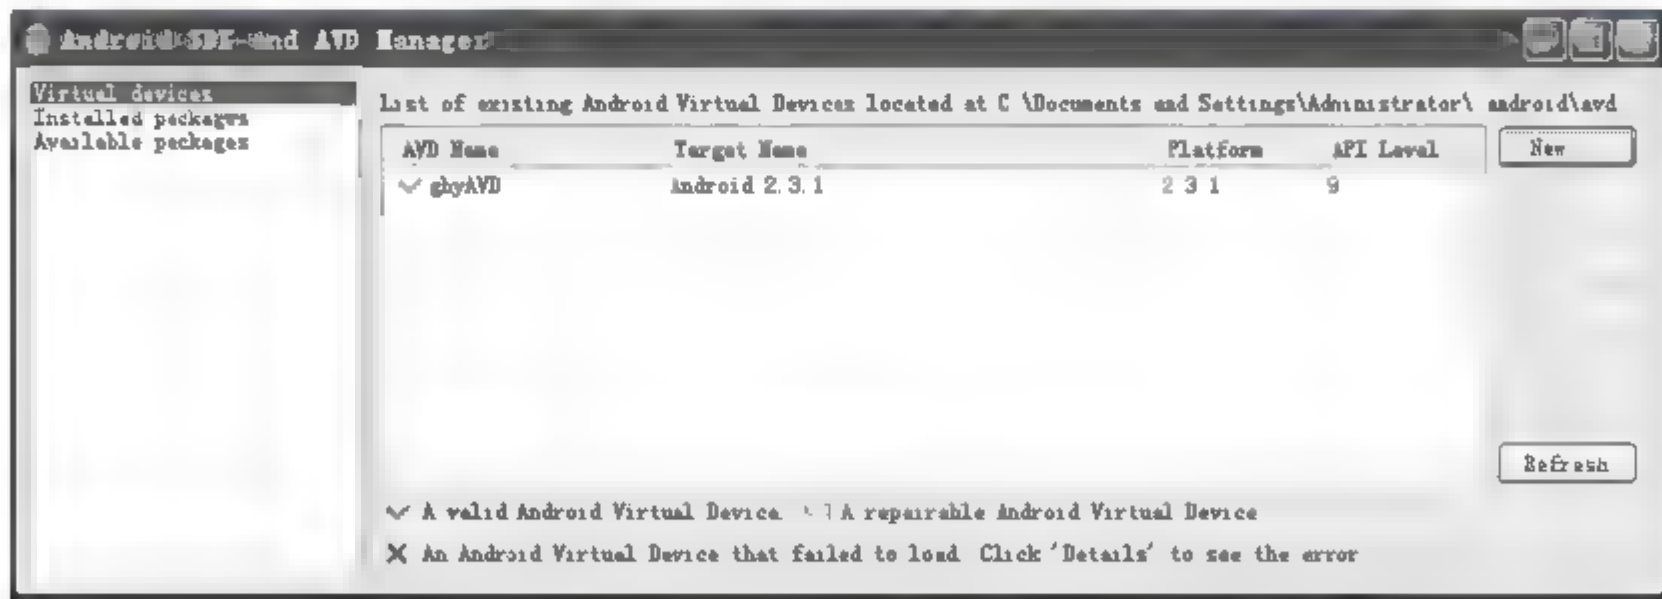 Android SDK and AVD Manager
Virtual devices
Installed packages
Available packages
List of existing Android Virtual Devices located at C \Documents and Settings\Administrator\ android\avd
AVD Name Target Name Platform API Level
ghyAVD Android 2.3.1 2 3 1 9
New
Refresh
A valid Android Virtual Device. A repairable Android Virtual Device
An Android Virtual Device that failed to load Click 'Details' to see the error